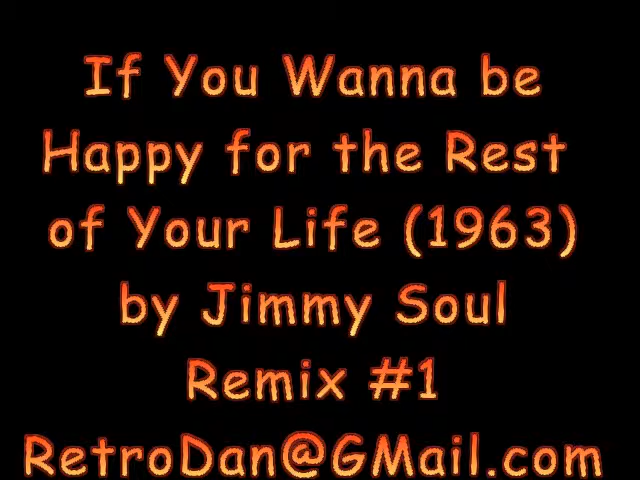 If You Wanna be
Happy for the Rest
of Your Life (1963)
by Jimmy Soul
Remix #1
RetroDan@GMail.com